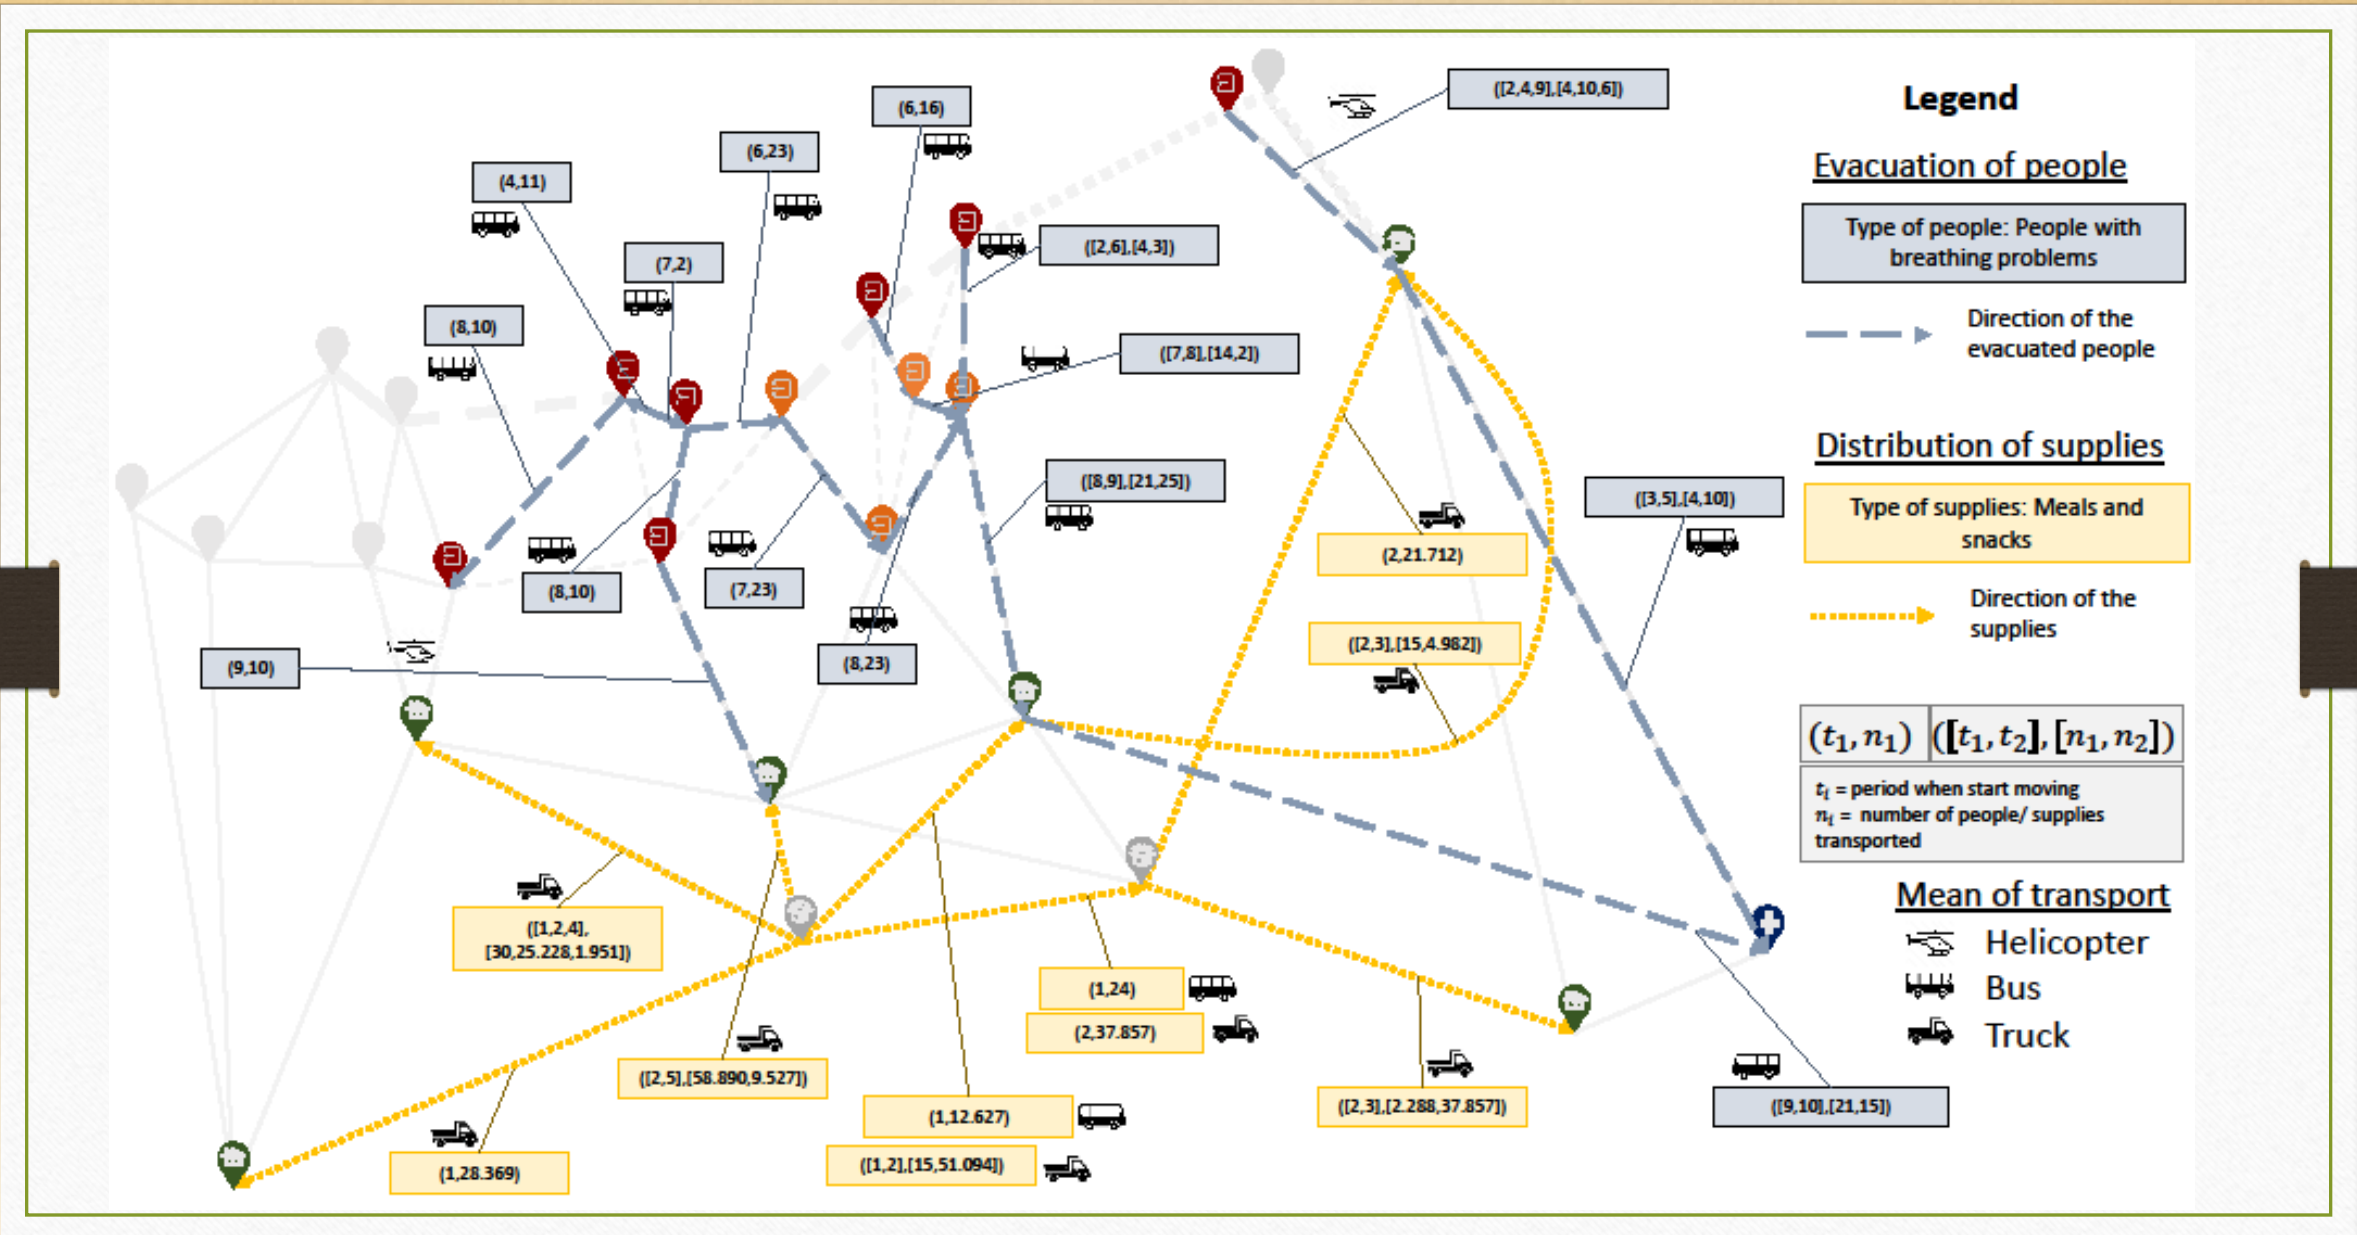 ([2,4,9],[4,10,6])
(6,16)
(6,23)
(4,11)
([2,6],[4,3])
(7,2)
(8,10)
([7,8],[14,2])
([8,9],[21,25])
([3,5],[4,10])
(2,21.712)
(8,10)
(7,23)
([2,3],[15,4.982])
(8,23)
(9,10)
([1,2,4],
[30,25.228,1.951])
(1,24)
(2,37.857)
([2,5],[58.890,9.527])
(1,12.627)
([2,3],[2.288,37.857])
([9,10],[21,15])
([1,2],[15,51.094])
(1,28.369)
Legend
Evacuation of people
Type of people: People with
breathing problems
Direction of the
evacuated people
Distribution of supplies
Type of supplies: Meals and
snacks
Direction of the
supplies
(t₁,n₁) ([t₁,t₂],[n₁,n₂])
tᵢ = period when start moving
nᵢ = number of people/ supplies
transported
Mean of transport
Helicopter
Bus
Truck